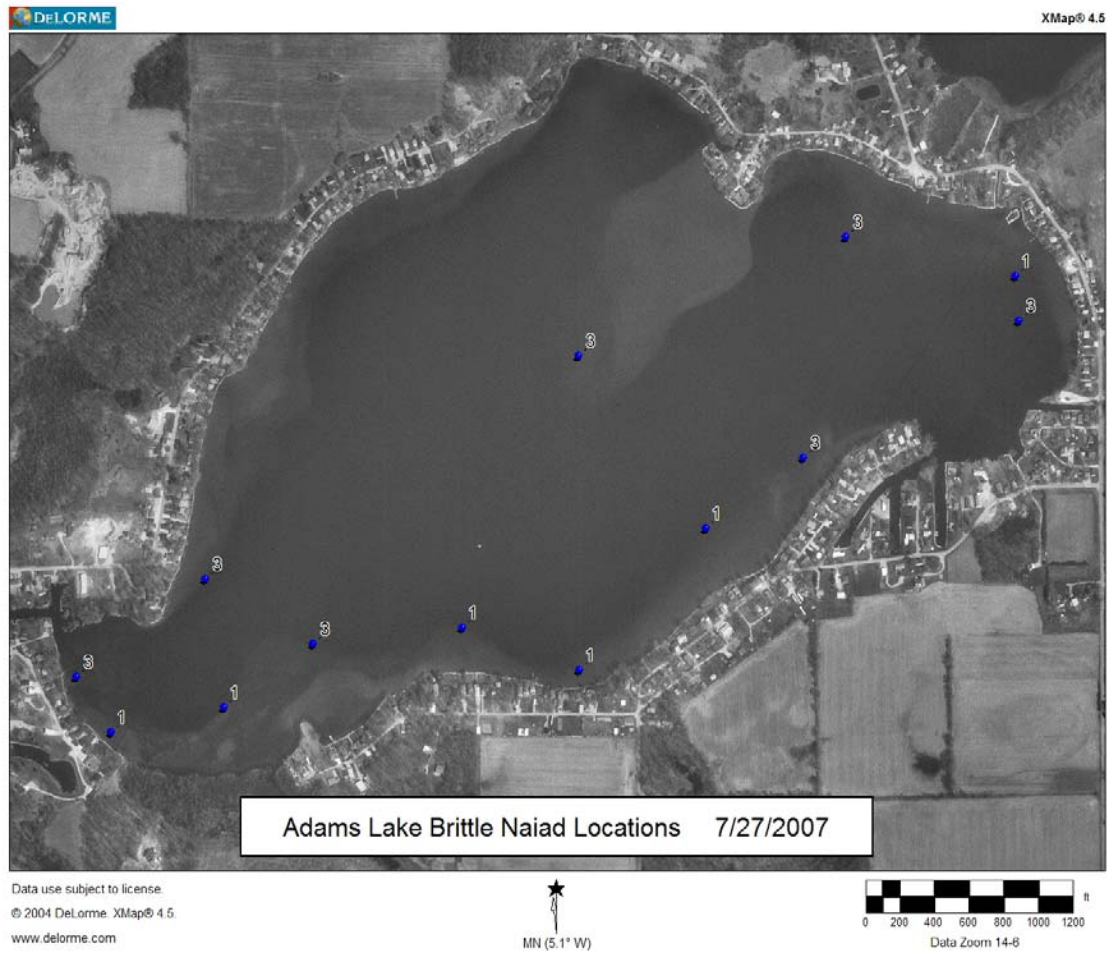 DELORME
XMap® 4.5
3
1
3
3
3
1
3
1
3
1
3
1
1
Adams Lake Brittle Naiad Locations 7/27/2007
Data use subject to license.
© 2004 DeLorme. XMap® 4.5.
www.delorme.com
MN (5.1° W)
ft
0 200 400 600 800 1000 1200
Data Zoom 14-6